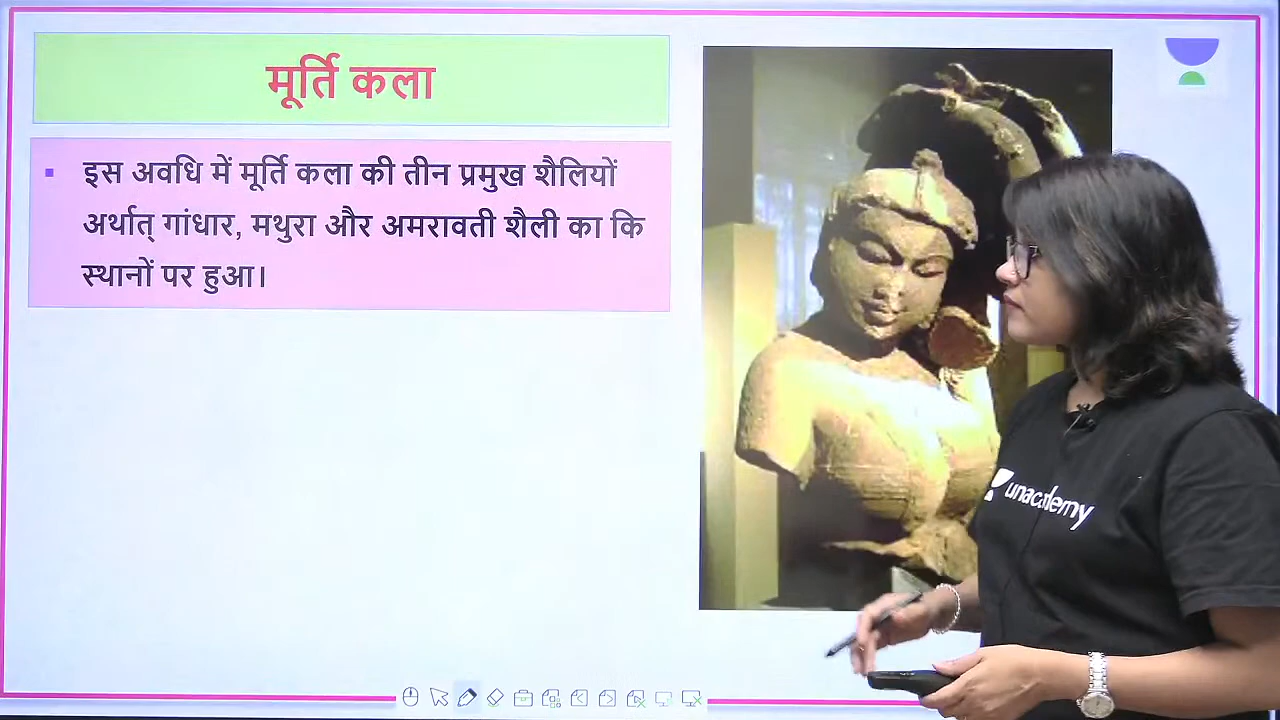 मूर्ति कला
इस अवधि में मूर्ति कला की तीन प्रमुख शैलियों
अर्थात् गांधार, मथुरा और अमरावती शैली का कि
स्थानों पर हुआ।
unacademy